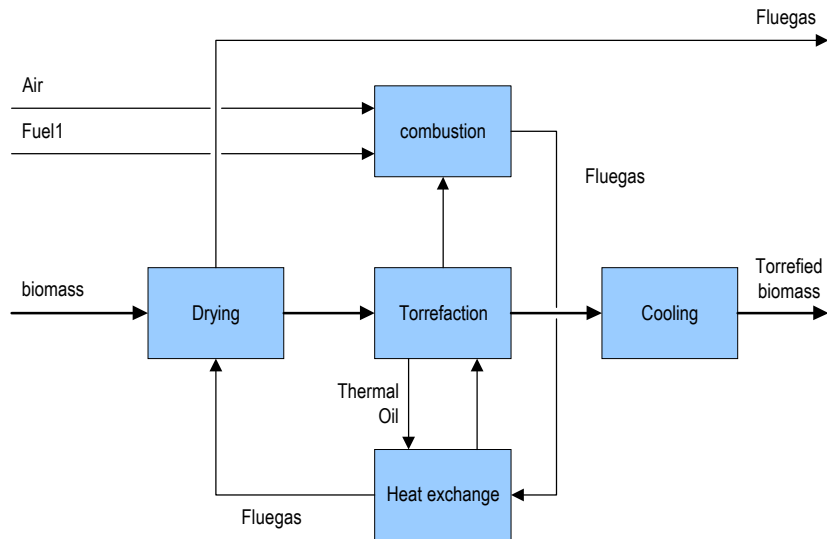 Fluegas
Air
Fuel1
combustion
Fluegas
biomass
Drying
Torrefaction
Cooling
Torrefied
biomass
Thermal
Oil
Heat exchange
Fluegas